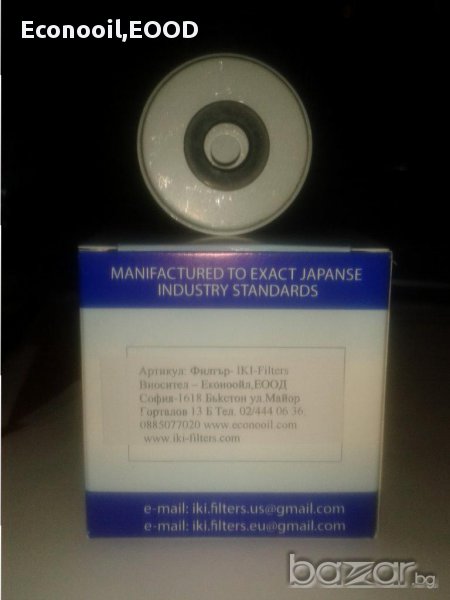 Econooil,EOOD
MANIFACTURED TO EXACT JAPANSE
INDUSTRY STANDARDS
Артикул: Филтър- IKI-Filters
Вносител – Еконоойл,ЕООД
София-1618 Бъкстон ул.Майор
Горталов 13 Б Тел. 02/444 06 36,
0885077020 www.econooil.com
www.iki-filters.com
e-mail: iki.filters.us@gmail.com
e-mail: iki.filters.eu@gmail.com
bazar.bg